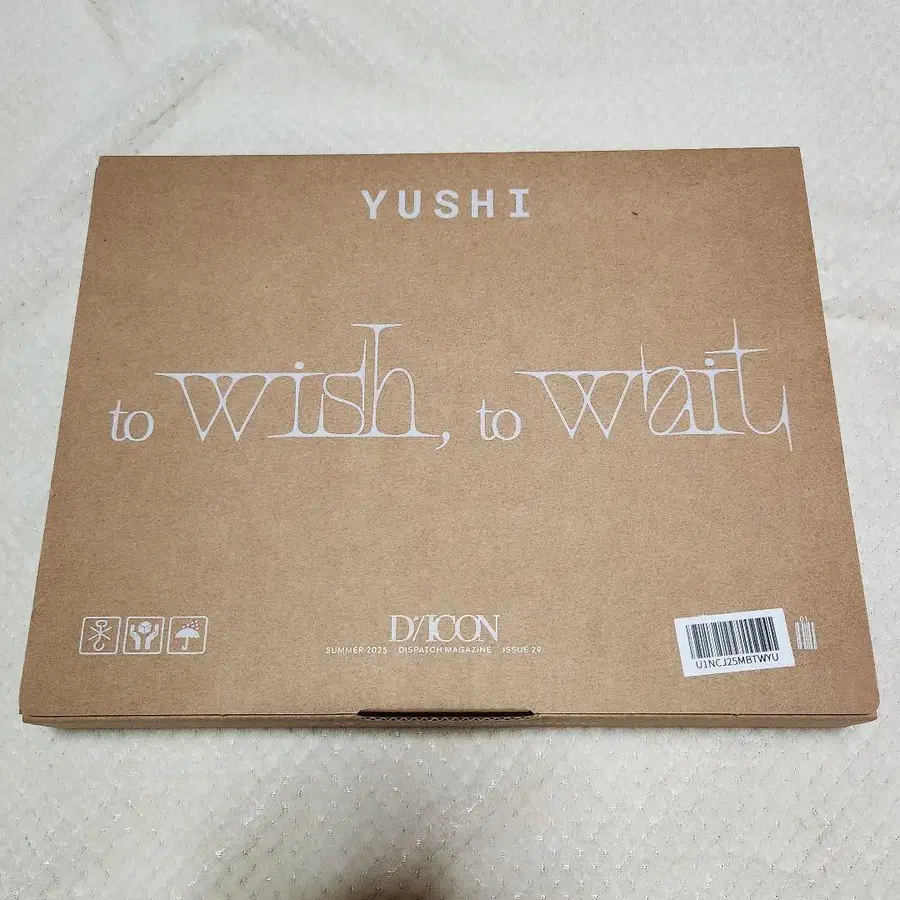 YUSHI
to wish, to wait
D/ICON
SUMMER 2025 DISPATCH MAGAZINE ISSUE 29
U1NCJ25MBTWYU